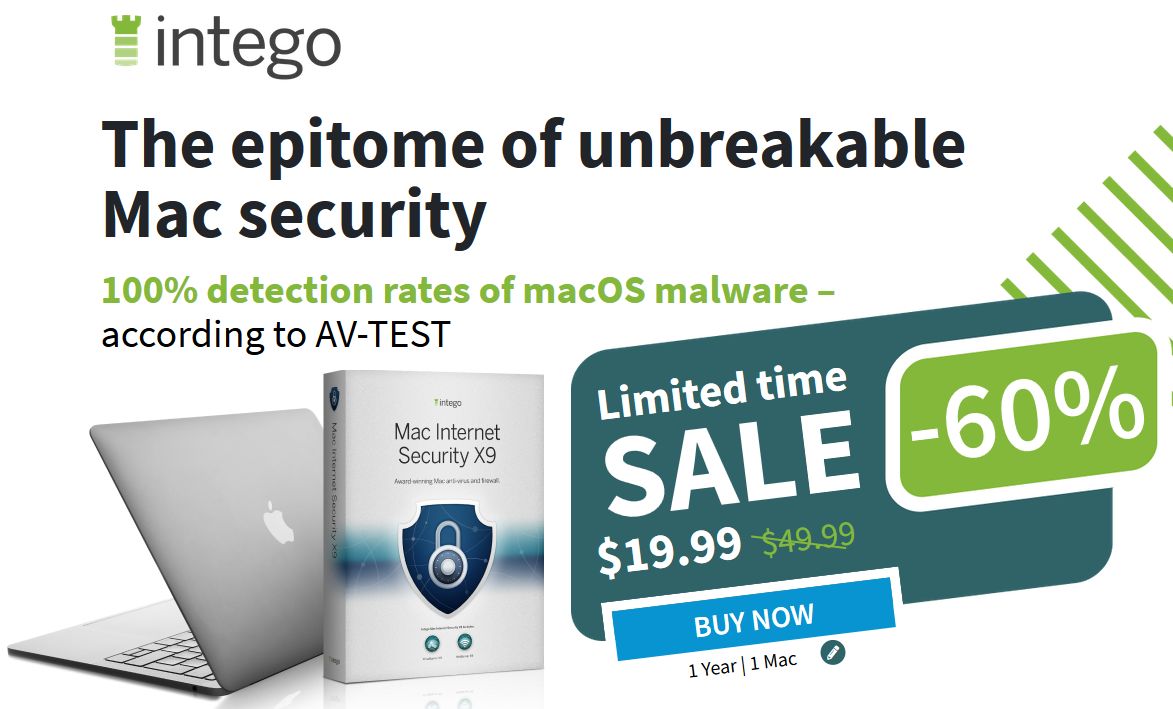 intego
The epitome of unbreakable
Mac security
100% detection rates of macOS malware –
according to AV-TEST
intego
Mac Internet
Security X9
Award-winning Mac anti-virus and firewall.
Mac Internet Security X9
intego
Limited time
SALE
-60%
$19.99 $49.99
BUY NOW
1 Year | 1 Mac